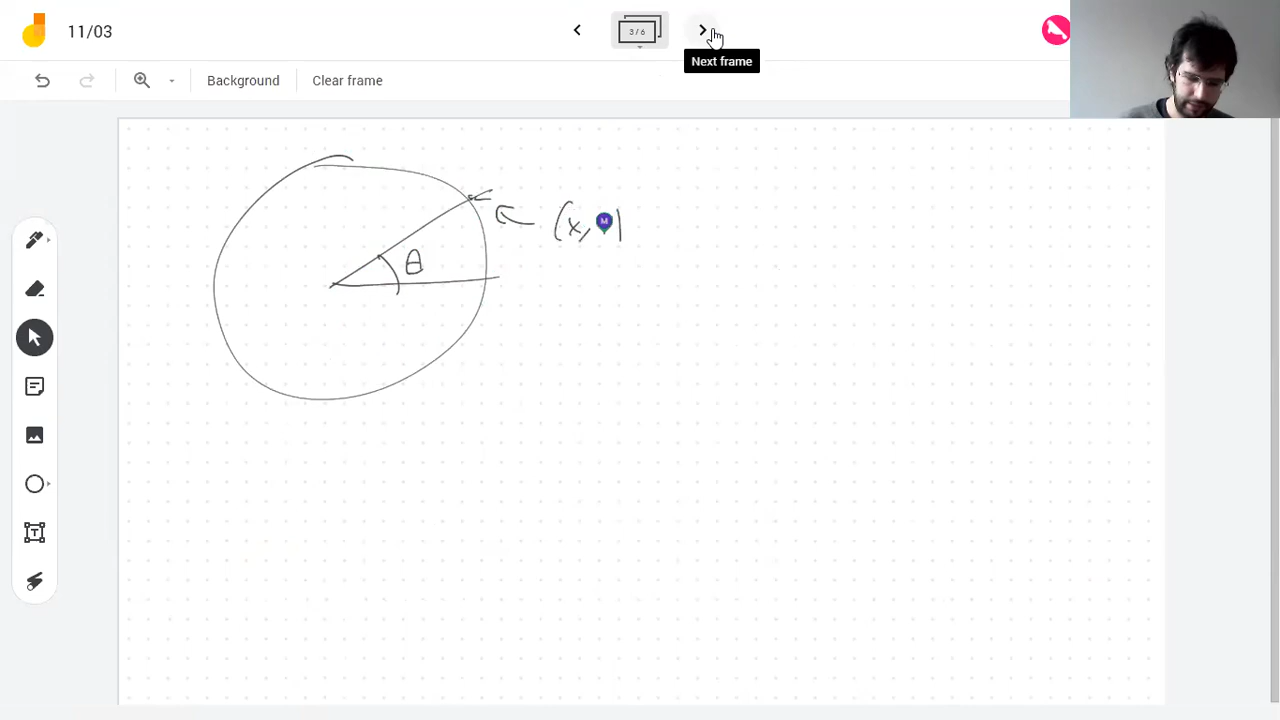 11/03
3 / 6
Next frame
Background
Clear frame
(x, M)
θ
T